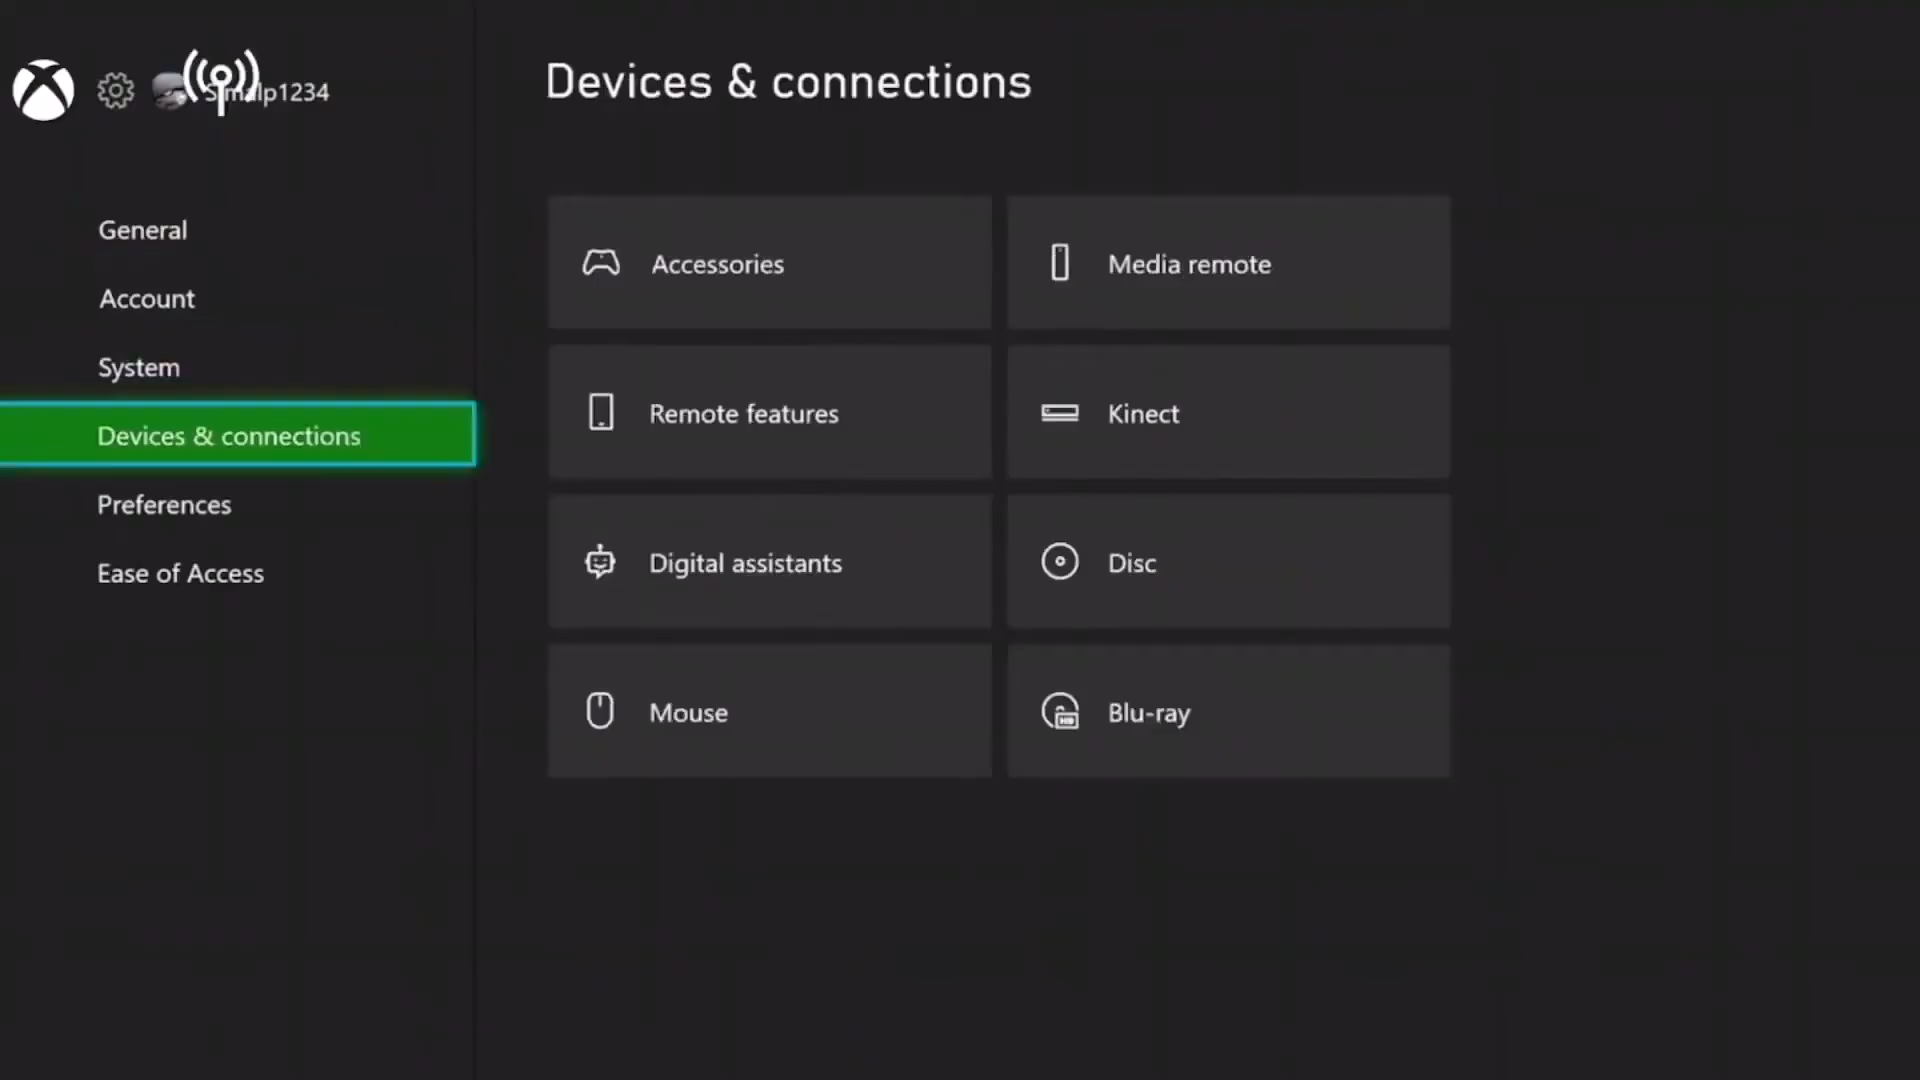 Devices & connections
General
Account
System
Devices & connections
Preferences
Ease of Access
Accessories
Media remote
Remote features
Kinect
Digital assistants
Disc
Mouse
Blu-ray
HD